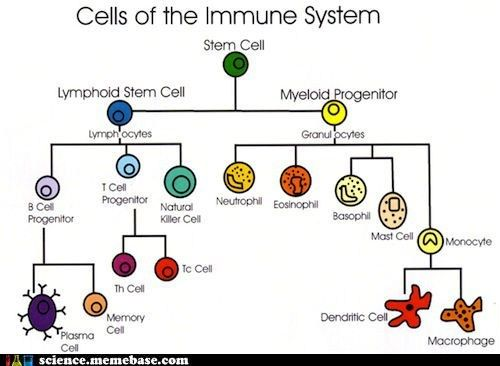 Cells of the Immune System
Stem Cell
Lymphoid Stem Cell
Myeloid Progenitor
Lymphocytes
Granulocytes
B Cell
Progenitor
T Cell
Progenitor
Natural
Killer Cell
Neutrophil
Eosinophil
Basophil
Mast Cell
Monocyte
Th Cell
Tc Cell
Plasma
Cell
Memory
Cell
Dendritic Cell
Macrophage
science.memebase.com